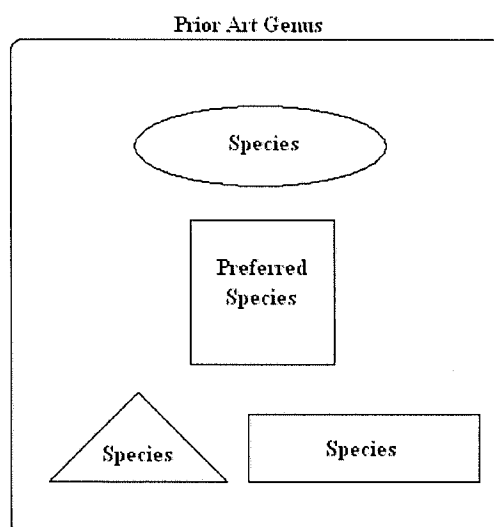 Prior Art Genus
Species
Preferred
Species
Species
Species